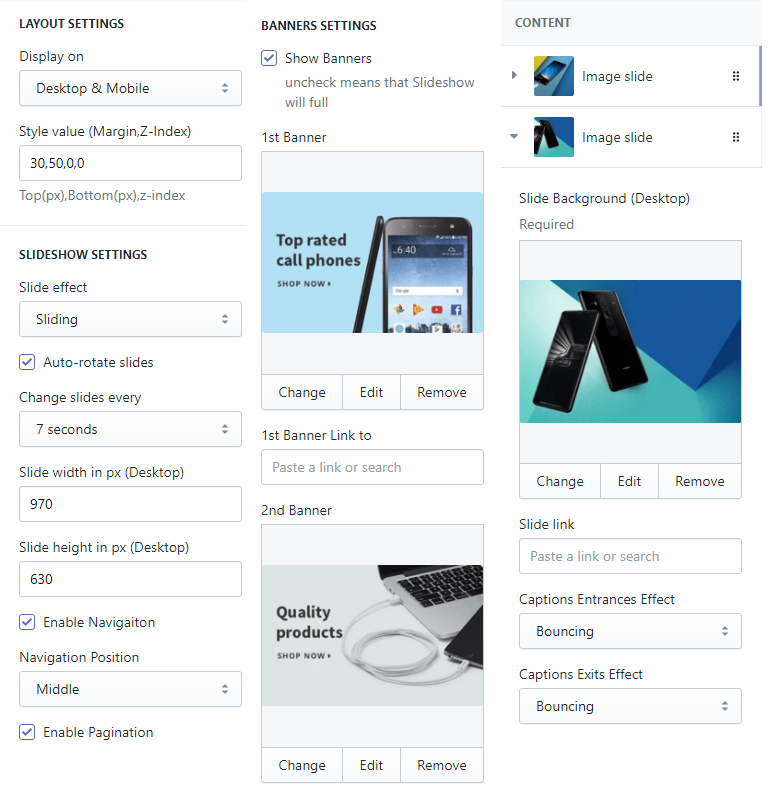 LAYOUT SETTINGS
Display on
Desktop & Mobile
Style value (Margin,Z-Index)
30,50,0,0
Top(px),Bottom(px),z-index
SLIDESHOW SETTINGS
Slide effect
Sliding
Auto-rotate slides
Change slides every
7 seconds
Slide width in px (Desktop)
970
Slide height in px (Desktop)
630
Enable Navigaiton
Navigation Position
Middle
Enable Pagination
BANNERS SETTINGS
Show Banners
uncheck means that Slideshow
will full
1st Banner
Top rated
call phones
SHOP NOW
6:40
Google
Change
Edit
Remove
1st Banner Link to
Paste a link or search
2nd Banner
Quality
products
SHOP NOW
Change
Edit
Remove
CONTENT
Image slide
Image slide
Slide Background (Desktop)
Required
Change
Edit
Remove
Slide link
Paste a link or search
Captions Entrances Effect
Bouncing
Captions Exits Effect
Bouncing